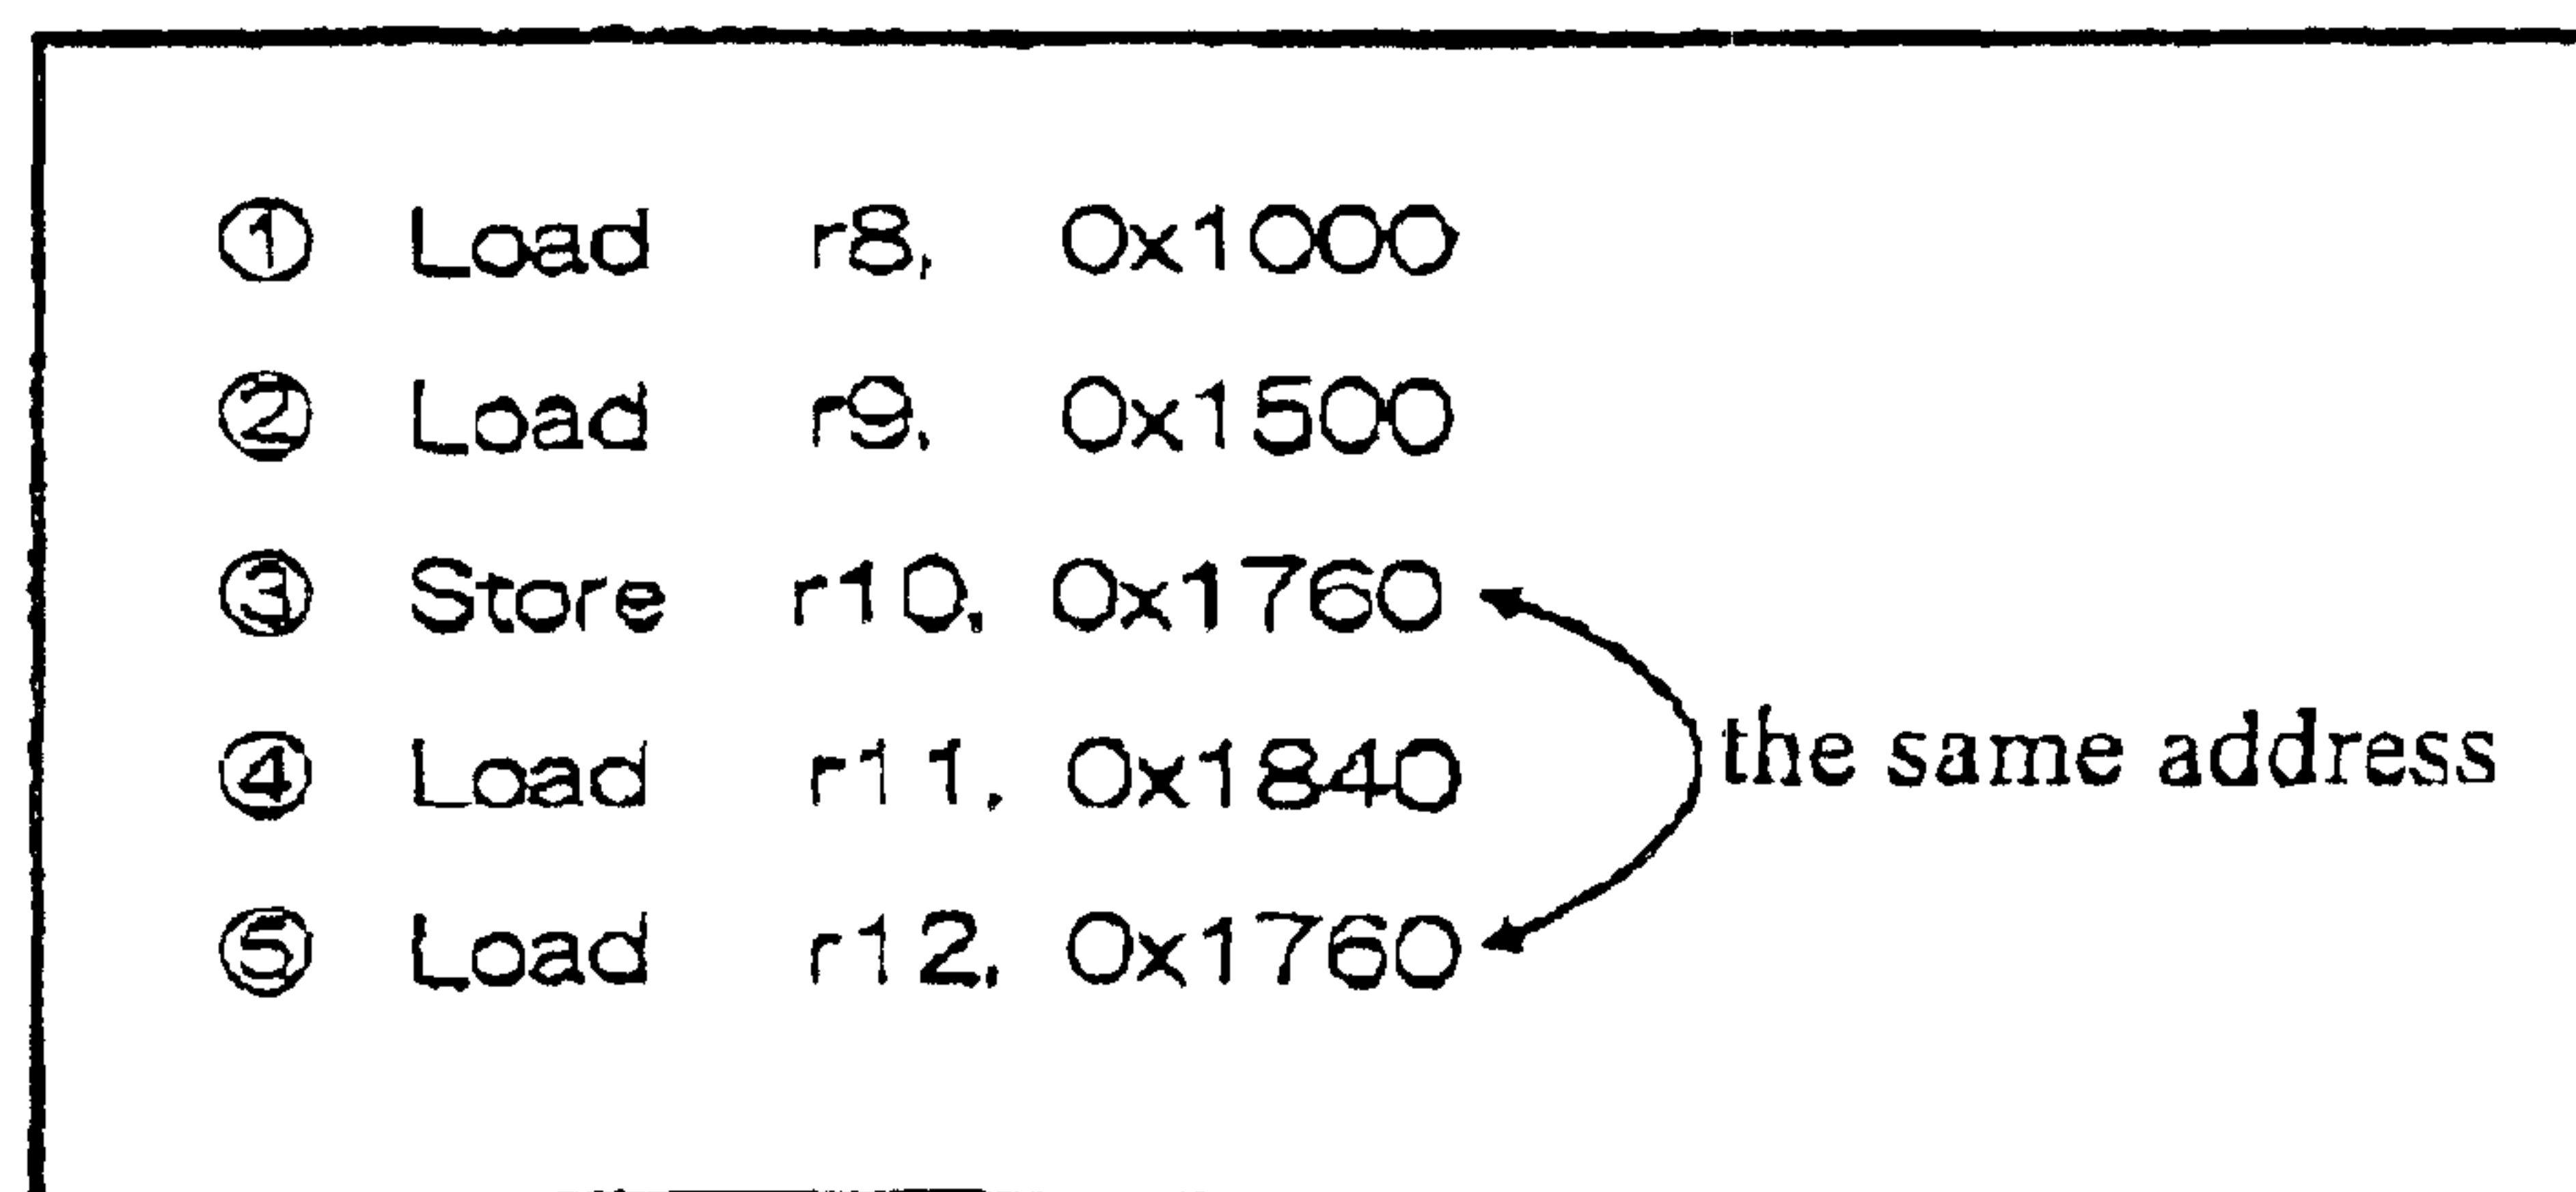 ① Load r8, 0x1000
② Load r9, 0x1500
③ Store r10, 0x1760
④ Load r11, 0x1840
the same address
⑤ Load r12, 0x1760